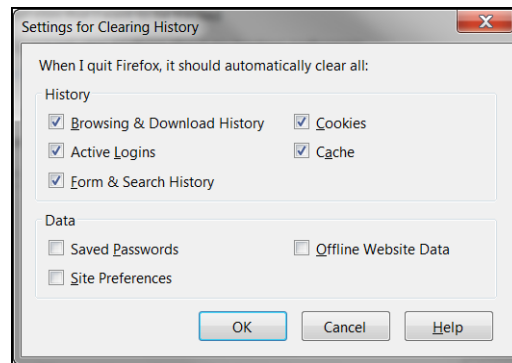 Settings for Clearing History
When I quit Firefox, it should automatically clear all:
History
Browsing & Download History
Cookies
Active Logins
Cache
Form & Search History
Data
Saved Passwords
Offline Website Data
Site Preferences
OK
Cancel
Help